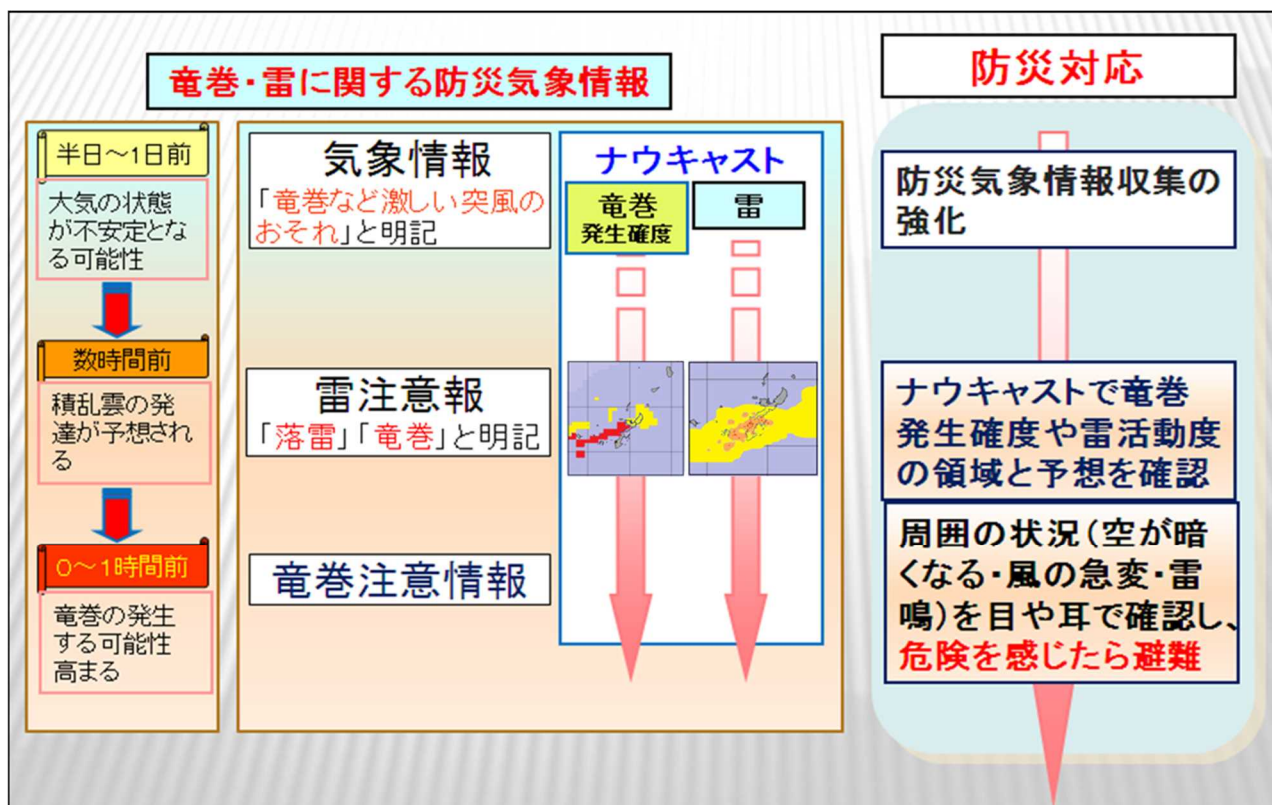 竜巻・雷に関する防災気象情報
防災対応
半日～1日前
大気の状態
が不安定とな
る可能性
数時間前
積乱雲の発
達が予想され
る
0～1時間前
竜巻の発生
する可能性
高まる
気象情報
「竜巻など激しい突風の
おそれ」と明記
雷注意報
「落雷」「竜巻」と明記
竜巻注意情報
ナウキャスト
竜巻
発生確度
雷
防災気象情報収集の
強化
ナウキャストで竜巻
発生確度や雷活動度
の領域と予想を確認
周囲の状況(空が暗
くなる・風の急変・雷
鳴)を目や耳で確認し、
危険を感じたら避難